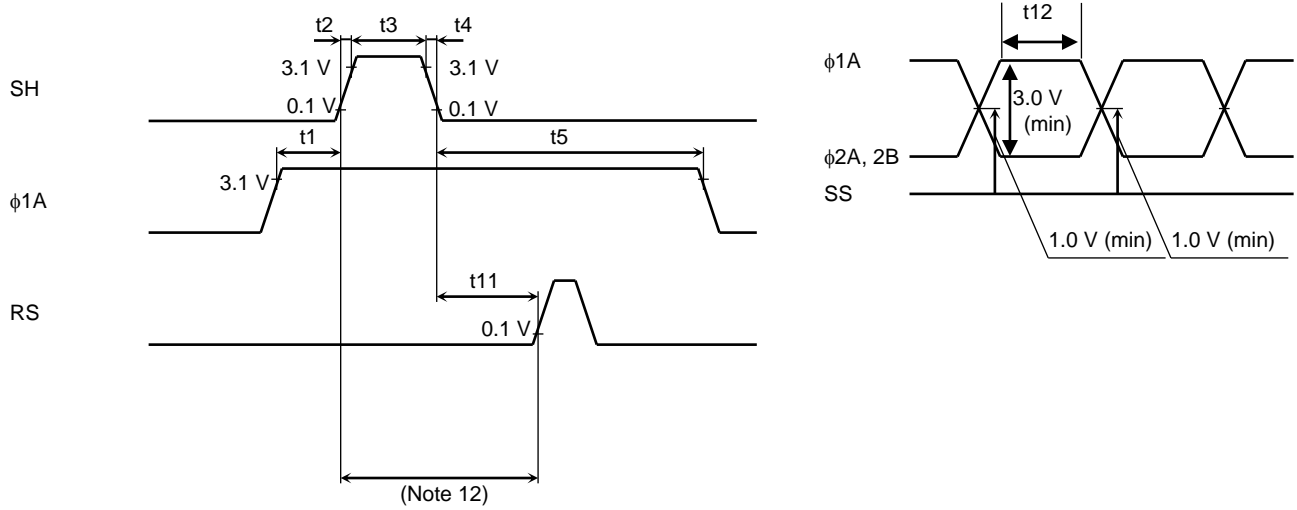 t2 t3 t4
SH
3.1 V 3.1 V
0.1 V 0.1 V
t1 t5
3.1 V
ϕ1A
t11
RS
0.1 V
(Note 12)
t12
ϕ1A
3.0 V
(min)
ϕ2A, 2B
SS
1.0 V (min) 1.0 V (min)